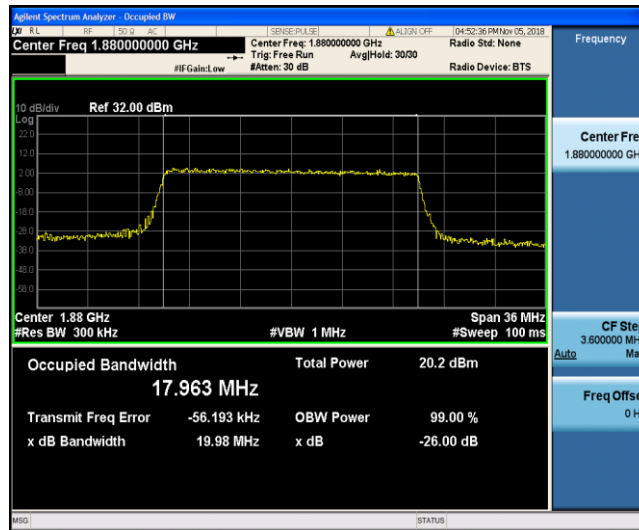 Agilent Spectrum Analyzer - Occupied BW
LXI RL RF 50 Ω AC SENSE:PULSE ALIGN OFF 04:52:36 PM Nov 05, 2018
Center Freq 1.880000000 GHz Center Freq: 1.880000000 GHz Radio Std: None Frequency
Trig: Free Run Avg|Hold: 30/30
#IFGain:Low #Atten: 30 dB Radio Device: BTS
10 dB/div Ref 32.00 dBm
Log
22.0
12.0
2.00
-8.00
-18.0
-28.0
-38.0
-48.0
-58.0
Center Fre
1.880000000 GH
Center 1.88 GHz Span 36 MHz
#Res BW 300 kHz #VBW 1 MHz #Sweep 100 ms
CF Ste
3.600000 MH
Auto Ma
Occupied Bandwidth Total Power 20.2 dBm
17.963 MHz
Freq Offse
0 H
Transmit Freq Error -56.193 kHz OBW Power 99.00 %
x dB Bandwidth 19.98 MHz x dB -26.00 dB
MSG STATUS